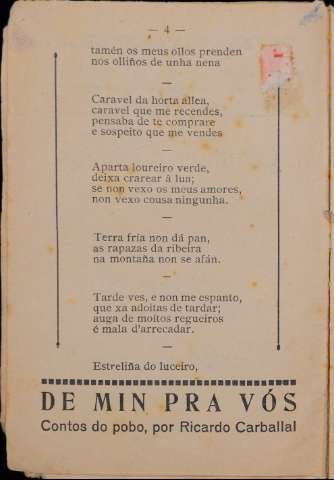 — 4 —
tamén os meus ollos prenden
nos olliños de unha nena
—
Caravel da horta allea,
caravel que me recendes,
pensaba de te comprare
e sospeito que me vendes
—
Aparta loureiro verde,
deixa crarear â lua;
se non vexo os meus amores,
non vexo cousa ningunha.
—
Terra fría non dá pan,
as rapazas da ribeira
na montaña non se afán.
—
Tarde ves, e non me espanto,
que xa adoitas de tardar;
auga de moitos regueiros
é mala d'arrecadar.
—
Estreliña do luceiro,
DE MIN PRA VÓS
Contos do pobo, por Ricardo Carballal